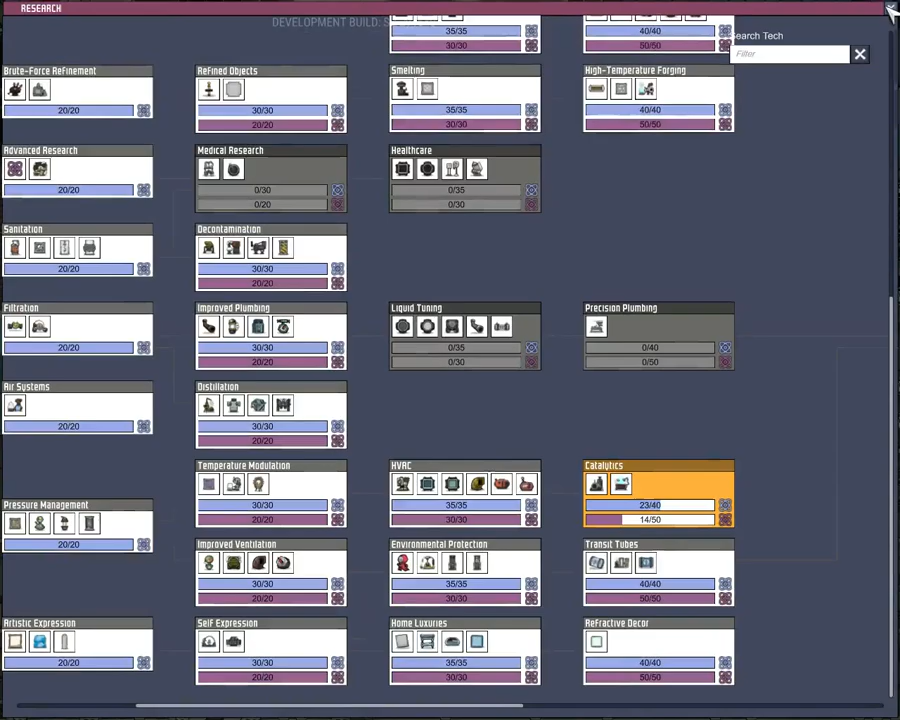 RESEARCH
DEVELOPMENT BUILD: S
35/35
30/30
40/40
50/50
Search Tech
Filter
Brute-Force Refinement
20/20
Refined Objects
30/30
20/20
Smelting
35/35
30/30
High-Temperature Forging
40/40
50/50
Advanced Research
20/20
Medical Research
0/30
0/20
Healthcare
0/35
0/30
Sanitation
20/20
Decontamination
30/30
20/20
Filtration
20/20
Improved Plumbing
30/30
20/20
Liquid Tuning
0/35
0/30
Precision Plumbing
0/40
0/50
Air Systems
20/20
Distillation
30/30
20/20
Temperature Modulation
30/30
20/20
HVAC
35/35
30/30
Catalytics
23/40
14/50
Pressure Management
20/20
Improved Ventilation
30/30
20/20
Environmental Protection
35/35
30/30
Transit Tubes
40/40
50/50
Artistic Expression
20/20
Self Expression
30/30
20/20
Home Luxuries
35/35
30/30
Refractive Decor
40/40
50/50